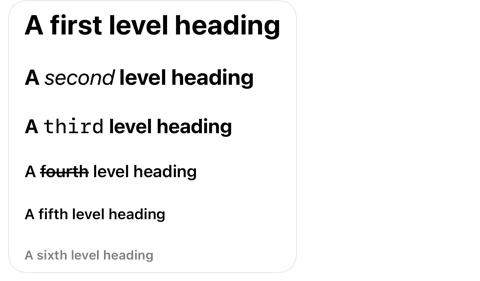 A first level heading
A second level heading
A third level heading
A fourth level heading
A fifth level heading
A sixth level heading